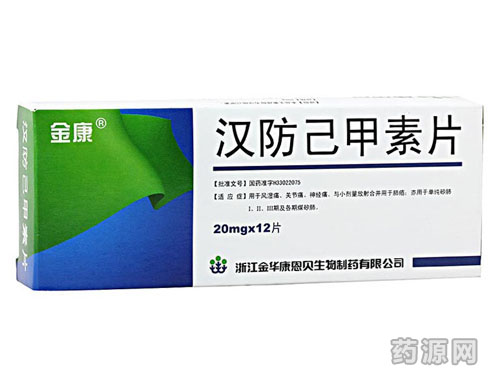 金康®
汉防己甲素片
【批准文号】国药准字H33022075
【适 应 症】用于风湿痛、关节痛、神经痛。与小剂量放射合并用于肺癌；亦用于单纯矽肺
I、II、III期及各期煤矽肺。
20mgx12片
浙江金华康恩贝生物制药有限公司
汉防己甲素片
药源网